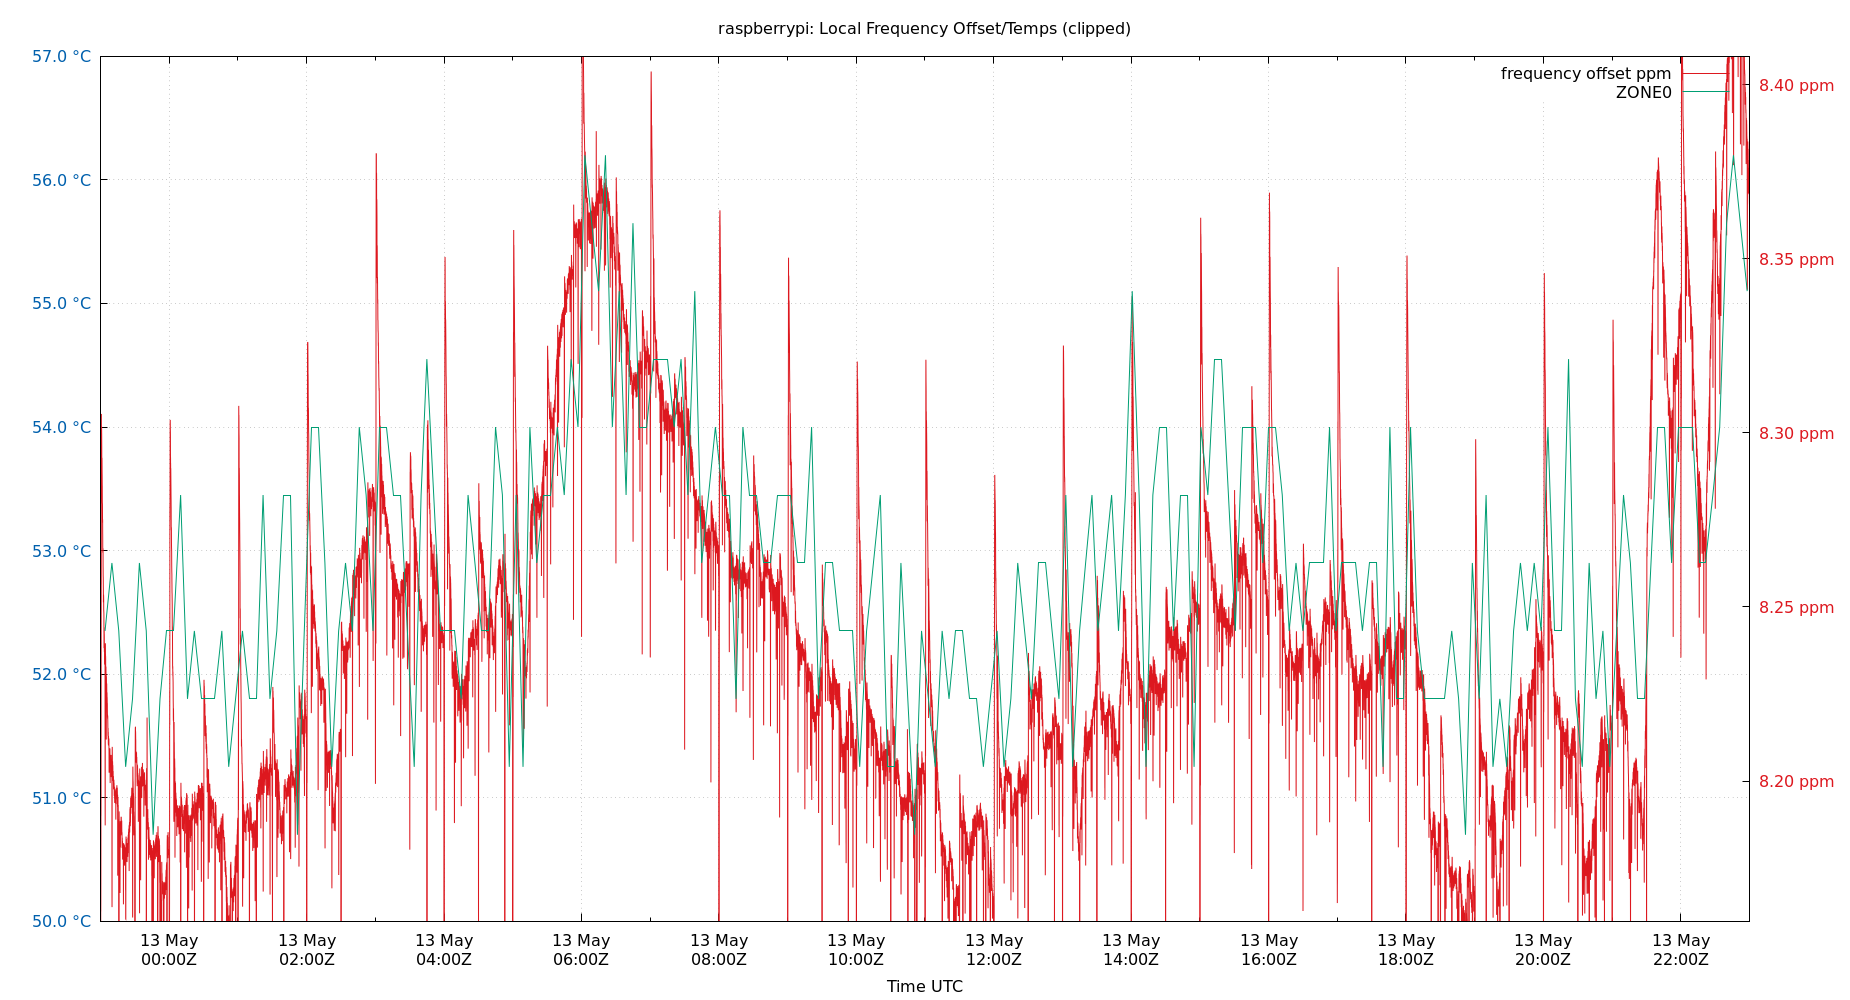 raspberrypi: Local Frequency Offset/Temps (clipped)
57.0 °C
56.0 °C
55.0 °C
54.0 °C
53.0 °C
52.0 °C
51.0 °C
50.0 °C
frequency offset ppm
ZONE0
8.40 ppm
8.35 ppm
8.30 ppm
8.25 ppm
8.20 ppm
13 May
00:00Z
13 May
02:00Z
13 May
04:00Z
13 May
06:00Z
13 May
08:00Z
13 May
10:00Z
13 May
12:00Z
13 May
14:00Z
13 May
16:00Z
13 May
18:00Z
13 May
20:00Z
13 May
22:00Z
Time UTC